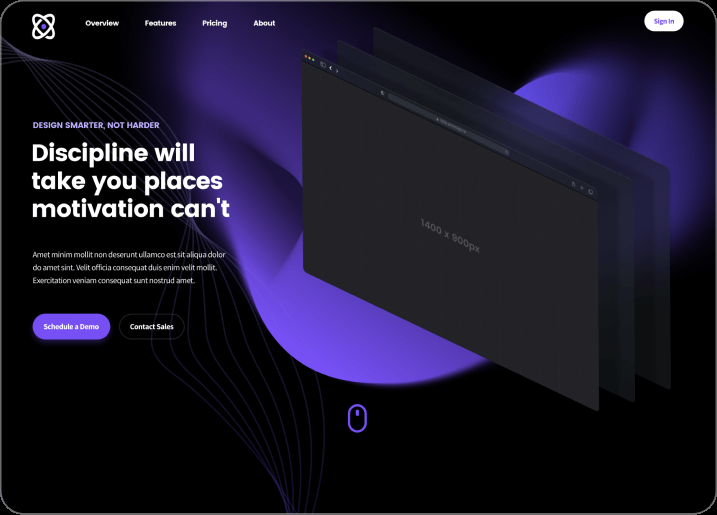 Overview Features Pricing About Sign In
DESIGN SMARTER, NOT HARDER
Discipline will
take you places
motivation can't
Amet minim mollit non deserunt ullamco est sit aliqua dolor
do amet sint. Velit officia consequat duis enim velit mollit.
Exercitation veniam consequat sunt nostrud amet.
Schedule a Demo Contact Sales
1400 x 900px